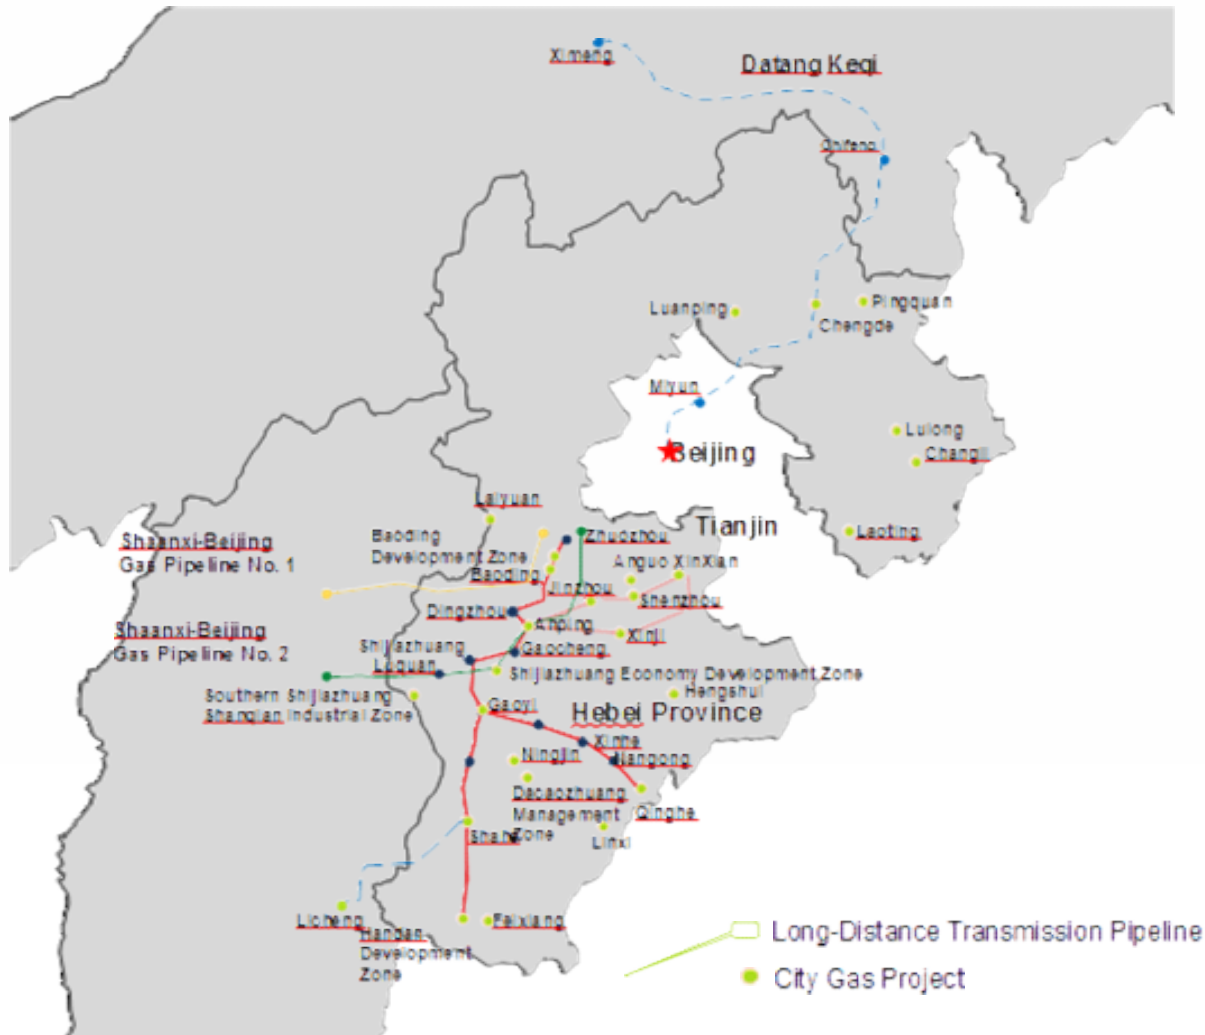 Ximeng
Datang Keqi
Chifeng
Luanping
Pingquan
Chengde
Miyun
Lulong
Changli
Beijing
Laiyuan
Tianjin
Laoting
Shaanxi-Beijing
Gas Pipeline No. 1
Baoding
Development Zone
Zhuozhou
Anguo XinXian
Baoding
Jinzhou
Shenzhou
Dingzhou
Shaanxi-Beijing
Gas Pipeline No. 2
Anping
Xinji
Shijiazhuang
Gaocheng
Luquan
Shijiazhuang Economy Development Zone
Southern Shijiazhuang
Shanqian Industrial Zone
Hengshui
Gaoyi
Hebei Province
Xinhe
Ningjin
Nangong
Dacaozhuang
Management
Zone
Qinghe
Shahe
Linxi
Licheng
Handan
Development
Zone
Feixiang
Long-Distance Transmission Pipeline
City Gas Project